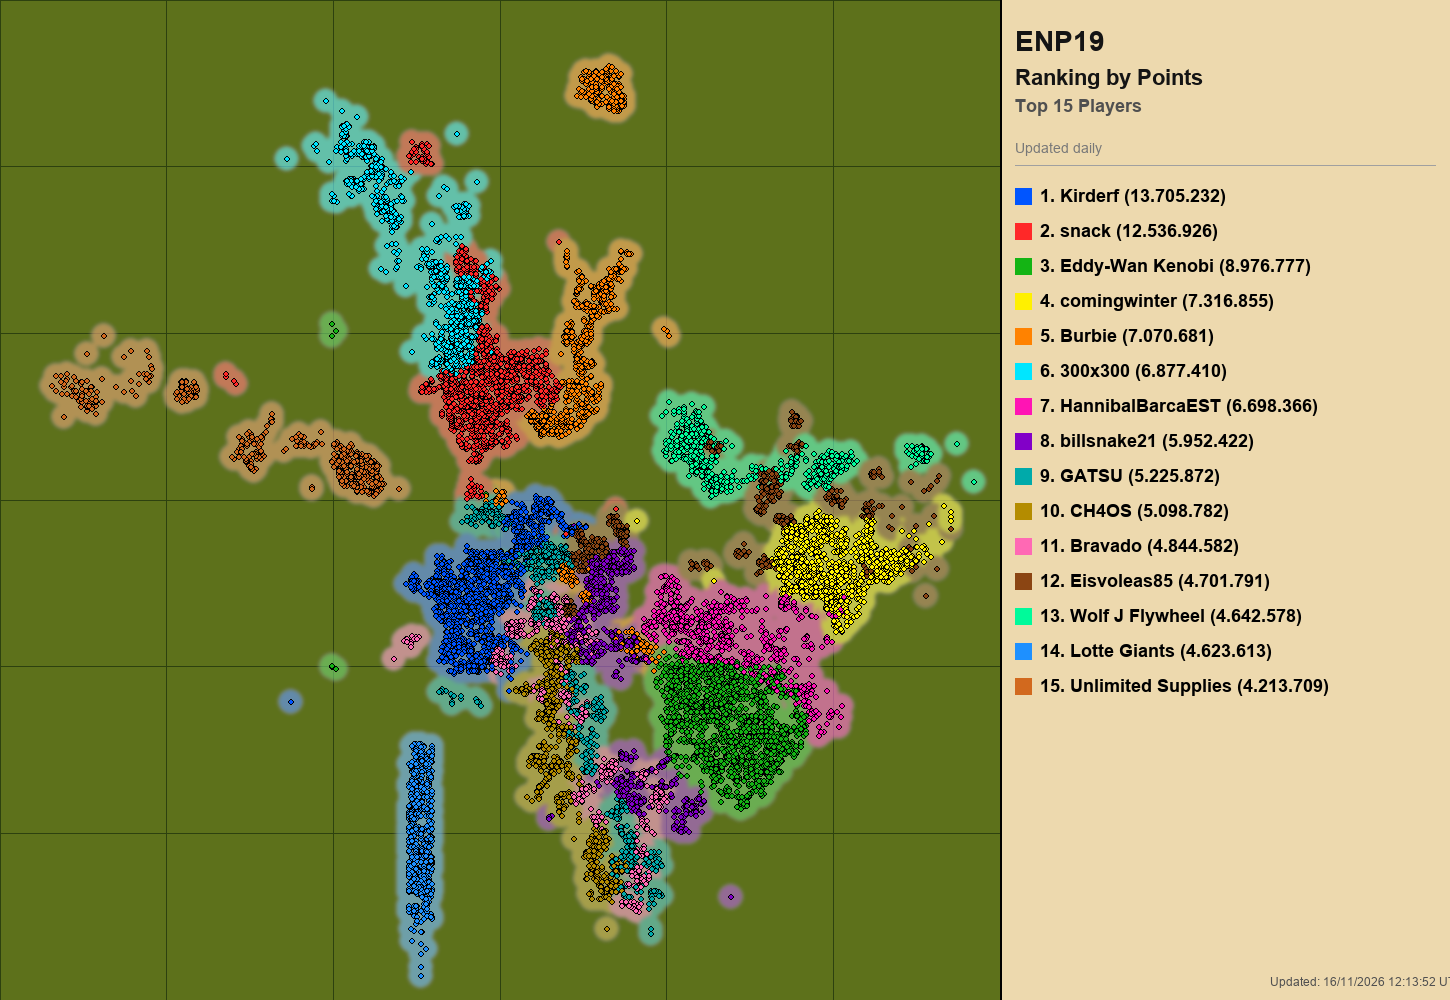 ENP19
Ranking by Points
Top 15 Players
Updated daily
1. Kirderf (13.705.232)
2. snack (12.536.926)
3. Eddy-Wan Kenobi (8.976.777)
4. comingwinter (7.316.855)
5. Burbie (7.070.681)
6. 300x300 (6.877.410)
7. HannibalBarcaEST (6.698.366)
8. billsnake21 (5.952.422)
9. GATSU (5.225.872)
10. CH4OS (5.098.782)
11. Bravado (4.844.582)
12. Eisvoleas85 (4.701.791)
13. Wolf J Flywheel (4.642.578)
14. Lotte Giants (4.623.613)
15. Unlimited Supplies (4.213.709)
Updated: 16/11/2026 12:13:52 U